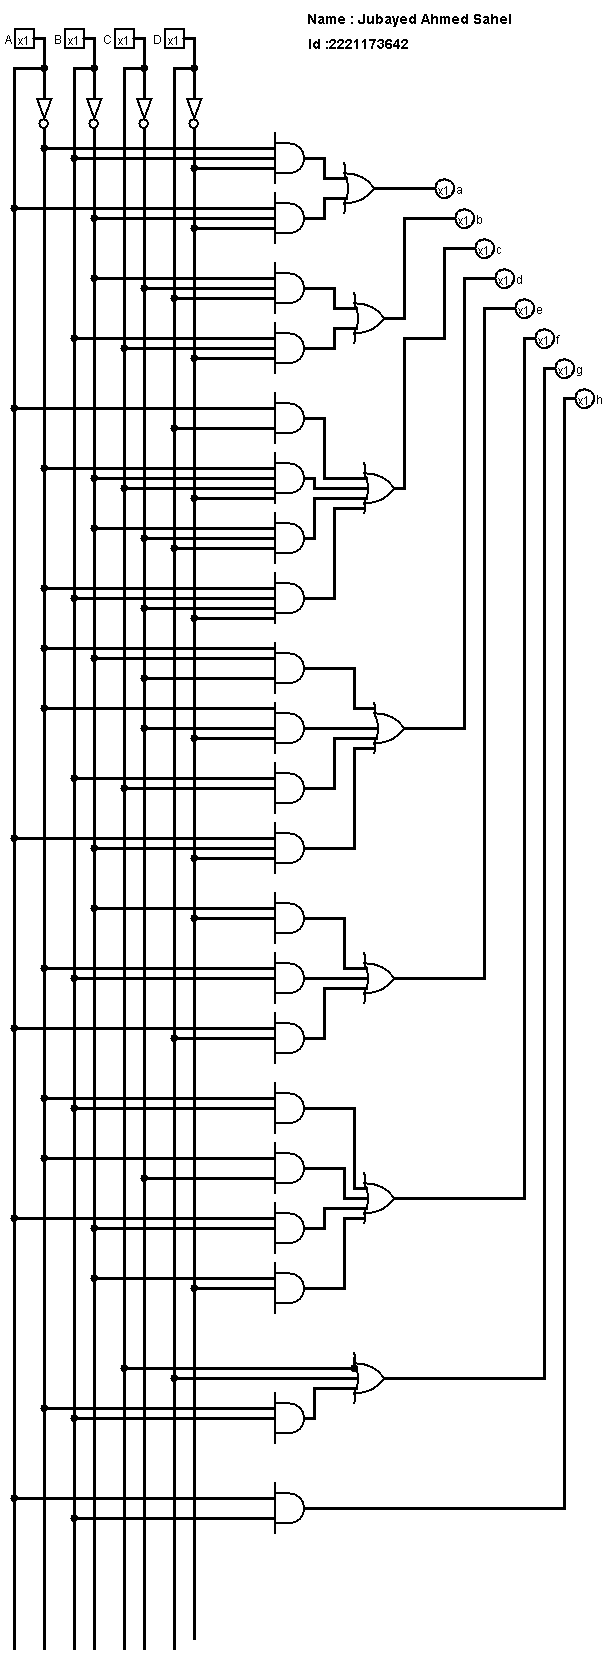 Name : Jubayed Ahmed Sahel
Id :2221173642
A x1 B x1 C x1 D x1
x1 a
x1 b
x1 c
x1 d
x1 e
x1 f
x1 g
x1 h